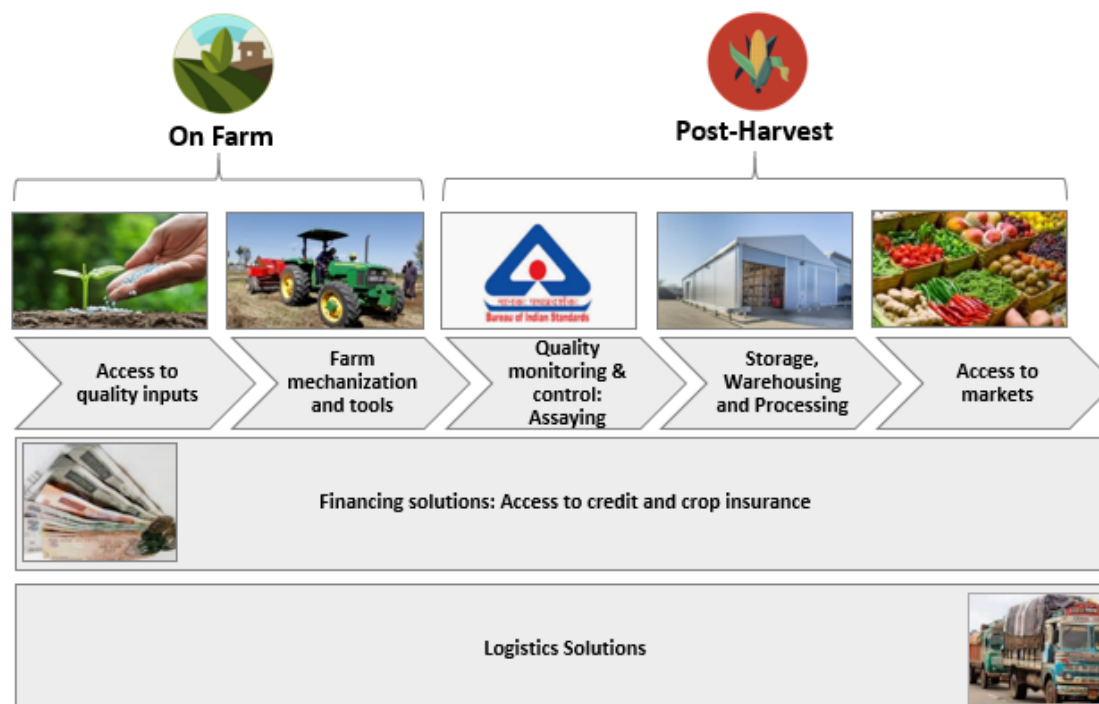 On Farm
Post-Harvest
Bureau of Indian Standards
Access to
quality inputs
Farm
mechanization
and tools
Quality
monitoring &
control:
Assaying
Storage,
Warehousing
and Processing
Access to
markets
Financing solutions: Access to credit and crop insurance
Logistics Solutions